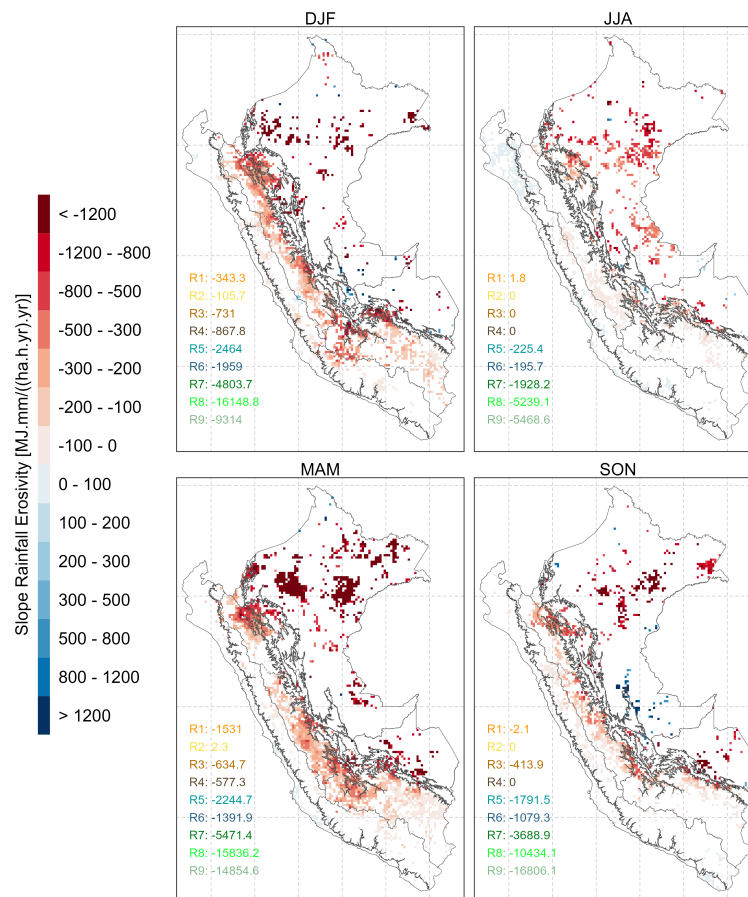 DJF
JJA
Slope Rainfall Erosivity [MJ.mm/((ha.h).yr).yr)]
< -1200
-1200 - -800
-800 - -500
-500 - -300
-300 - -200
-200 - -100
-100 - 0
0 - 100
100 - 200
200 - 300
300 - 500
500 - 800
800 - 1200
> 1200
R1: -343.3
R2: -105.7
R3: -731
R4: -867.8
R5: -2464
R6: -1959
R7: -4803.7
R8: -16148.8
R9: -9314
R1: 1.8
R2: 0
R3: 0
R4: 0
R5: -225.4
R6: -195.7
R7: -1928.2
R8: -5239.1
R9: -5468.6
MAM
SON
R1: -1531
R2: 2.3
R3: -634.7
R4: -577.3
R5: -2244.7
R6: -1391.9
R7: -5471.4
R8: -15836.2
R9: -14854.6
R1: -2.1
R2: 0
R3: -413.9
R4: 0
R5: -1791.5
R6: -1079.3
R7: -3688.9
R8: -10434.1
R9: -16806.1